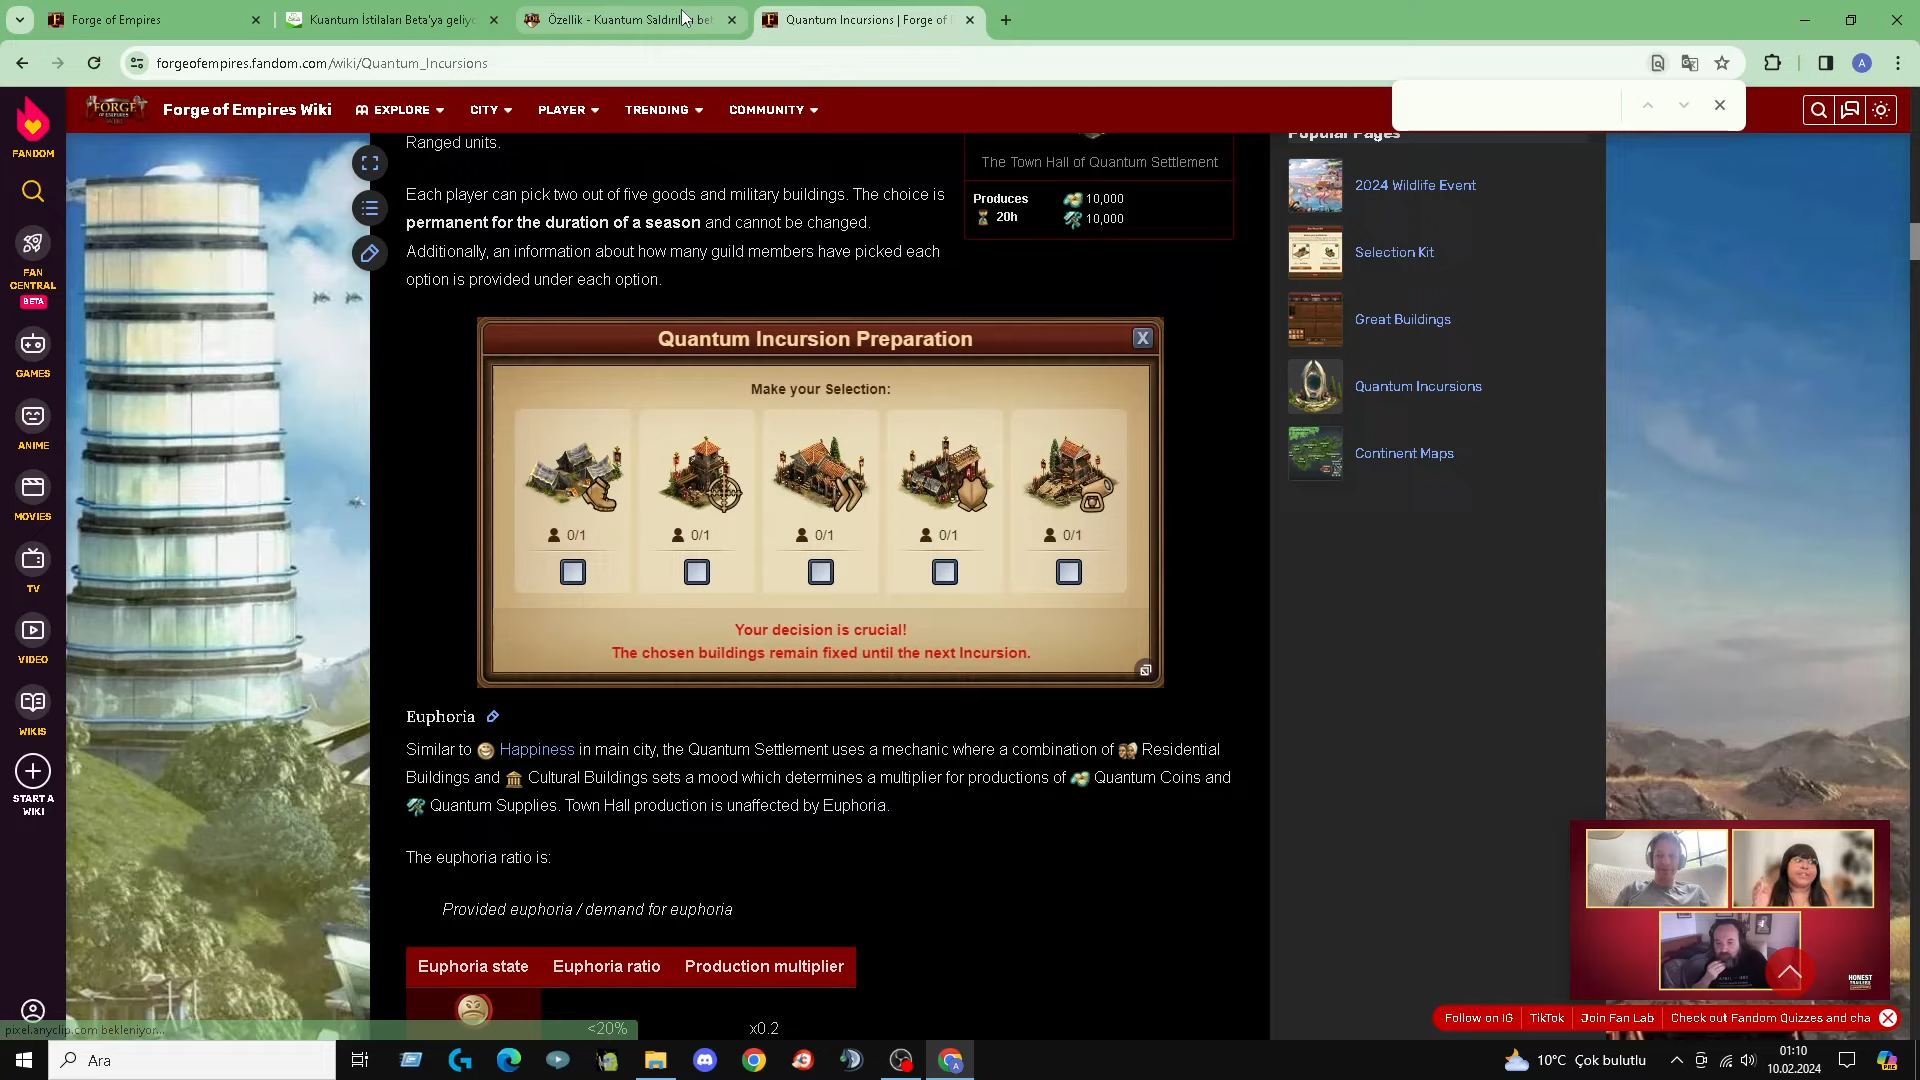 Forge of Empires
Kuantum İstilaları Beta'ya geliyo
Özellik - Kuantum Saldırıları bet
Quantum Incursions | Forge of
forgeofempires.fandom.com/wiki/Quantum_Incursions
FANDOM
FAN
CENTRAL
BETA
GAMES
ANIME
MOVIES
TV
VIDEO
WIKIS
START A
WIKI
Forge of Empires Wiki
EXPLORE
CITY
PLAYER
TRENDING
COMMUNITY
Ranged units.
Each player can pick two out of five goods and military buildings. The choice is
permanent for the duration of a season and cannot be changed.
Additionally, an information about how many guild members have picked each
option is provided under each option.
The Town Hall of Quantum Settlement
Produces
20h
10,000
10,000
Quantum Incursion Preparation
X
Make your Selection:
0/1
0/1
0/1
0/1
0/1
Your decision is crucial!
The chosen buildings remain fixed until the next Incursion.
Euphoria
Similar to Happiness in main city, the Quantum Settlement uses a mechanic where a combination of Residential
Buildings and Cultural Buildings sets a mood which determines a multiplier for productions of Quantum Coins and
Quantum Supplies. Town Hall production is unaffected by Euphoria.
The euphoria ratio is:
Provided euphoria / demand for euphoria
Euphoria state Euphoria ratio Production multiplier
<20% x0.2
Popular Pages
2024 Wildlife Event
Selection Kit
Great Buildings
Quantum Incursions
Continent Maps
HONEST
TRAILERS
Follow on IG
TikTok
Join Fan Lab
Check out Fandom Quizzes and cha
pixel.anyclip.com bekleniyor...
Ara
10°C Çok bulutlu
01:10
10.02.2024